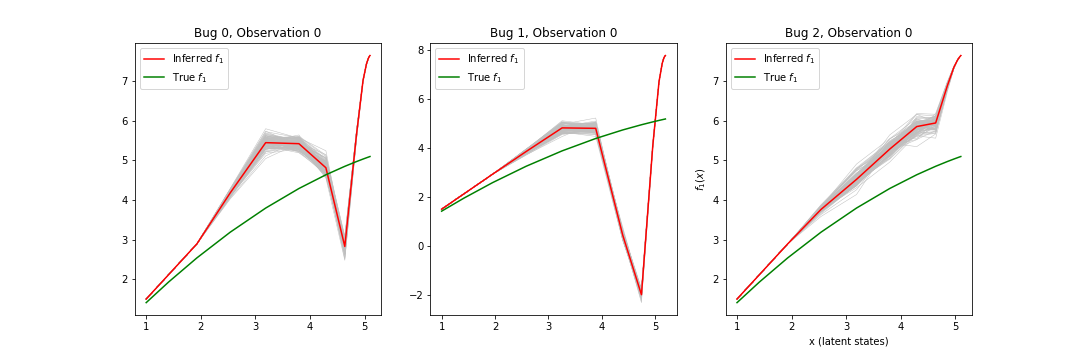 Bug 0, Observation 0
Inferred f₁
True f₁
7
6
5
4
3
2
1 2 3 4 5
Bug 1, Observation 0
Inferred f₁
True f₁
8
6
4
2
0
−2
1 2 3 4 5
Bug 2, Observation 0
Inferred f₁
True f₁
f₁(x)
7
6
5
4
3
2
1 2 3 4 5
x (latent states)